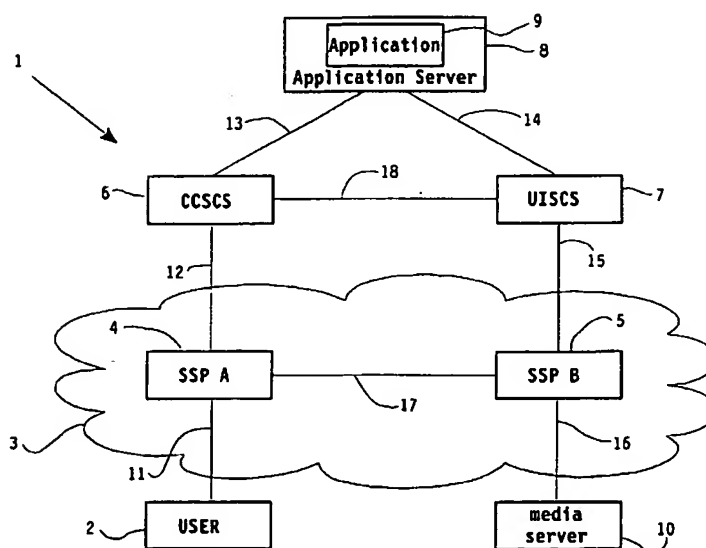 9
Application
8
Application Server
1
13
14
6
CCSCS
18
UISCS
7
12
15
4
5
SSP A
SSP B
17
3
11
16
2
USER
media
server
10